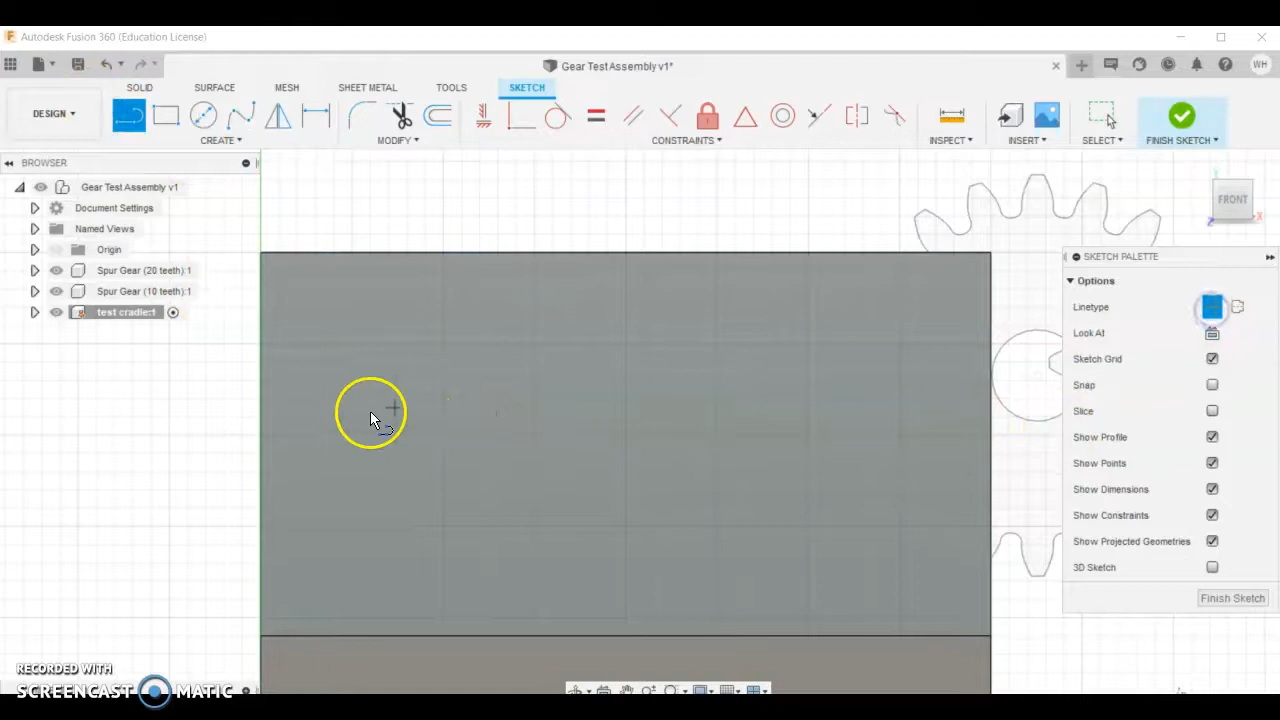 Autodesk Fusion 360 (Education License)
Gear Test Assembly v1*
WH
DESIGN
SOLID SURFACE MESH SHEET METAL TOOLS SKETCH
CREATE MODIFY CONSTRAINTS INSPECT INSERT SELECT FINISH SKETCH
BROWSER
Gear Test Assembly v1
Document Settings
Named Views
Origin
Spur Gear (20 teeth):1
Spur Gear (10 teeth):1
test cradle:1
FRONT
Y
X
Z
SKETCH PALETTE
Options
Linetype
Look At
Sketch Grid
Snap
Slice
Show Profile
Show Points
Show Dimensions
Show Constraints
Show Projected Geometries
3D Sketch
Finish Sketch
RECORDED WITH
SCREENCAST MATIC